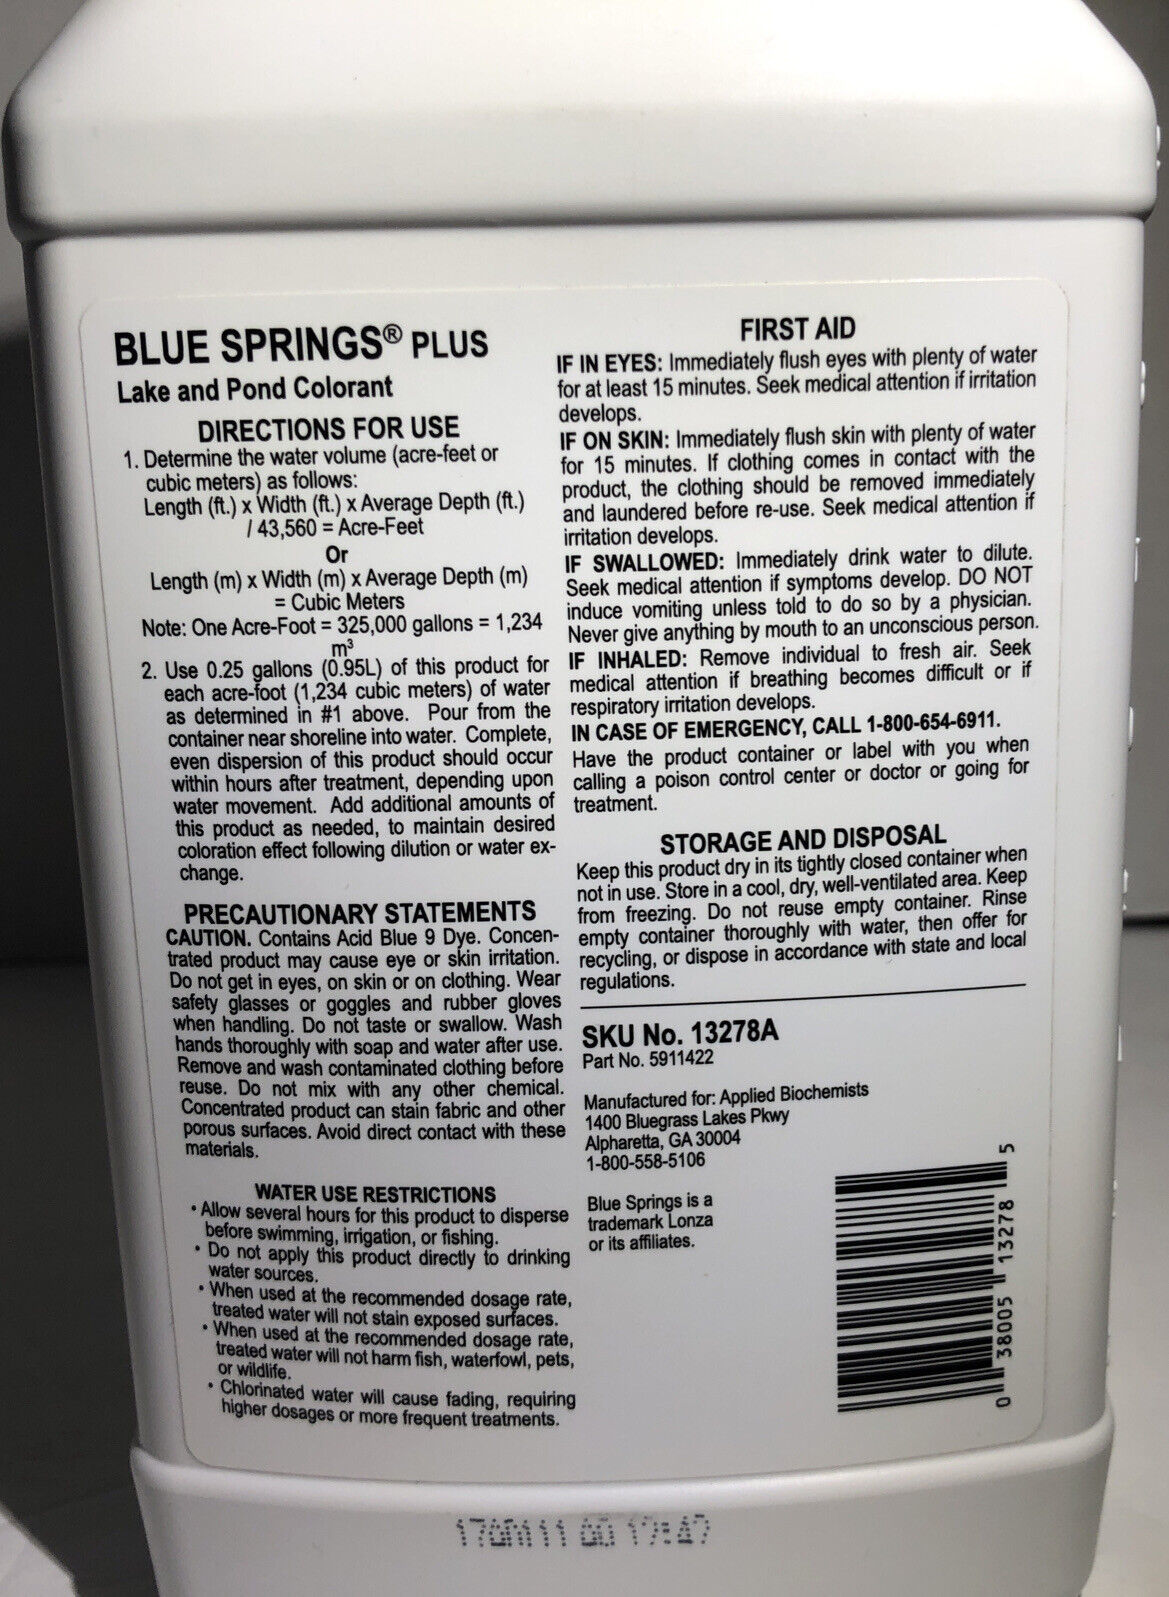 BLUE SPRINGS® PLUS
Lake and Pond Colorant
DIRECTIONS FOR USE
1. Determine the water volume (acre-feet or
cubic meters) as follows:
Length (ft.) x Width (ft.) x Average Depth (ft.)
/ 43,560 = Acre-Feet
Or
Length (m) x Width (m) x Average Depth (m)
= Cubic Meters
Note: One Acre-Foot = 325,000 gallons = 1,234
m³
2. Use 0.25 gallons (0.95L) of this product for
each acre-foot (1,234 cubic meters) of water
as determined in #1 above. Pour from the
container near shoreline into water. Complete,
even dispersion of this product should occur
within hours after treatment, depending upon
water movement. Add additional amounts of
this product as needed, to maintain desired
coloration effect following dilution or water ex-
change.
PRECAUTIONARY STATEMENTS
CAUTION. Contains Acid Blue 9 Dye. Concen-
trated product may cause eye or skin irritation.
Do not get in eyes, on skin or on clothing. Wear
safety glasses or goggles and rubber gloves
when handling. Do not taste or swallow. Wash
hands thoroughly with soap and water after use.
Remove and wash contaminated clothing before
reuse. Do not mix with any other chemical.
Concentrated product can stain fabric and other
porous surfaces. Avoid direct contact with these
materials.
WATER USE RESTRICTIONS
• Allow several hours for this product to disperse
before swimming, irrigation, or fishing.
• Do not apply this product directly to drinking
water sources.
• When used at the recommended dosage rate,
treated water will not stain exposed surfaces.
• When used at the recommended dosage rate,
treated water will not harm fish, waterfowl, pets,
or wildlife.
• Chlorinated water will cause fading, requiring
higher dosages or more frequent treatments.
FIRST AID
IF IN EYES: Immediately flush eyes with plenty of water
for at least 15 minutes. Seek medical attention if irritation
develops.
IF ON SKIN: Immediately flush skin with plenty of water
for 15 minutes. If clothing comes in contact with the
product, the clothing should be removed immediately
and laundered before re-use. Seek medical attention if
irritation develops.
IF SWALLOWED: Immediately drink water to dilute.
Seek medical attention if symptoms develop. DO NOT
induce vomiting unless told to do so by a physician.
Never give anything by mouth to an unconscious person.
IF INHALED: Remove individual to fresh air. Seek
medical attention if breathing becomes difficult or if
respiratory irritation develops.
IN CASE OF EMERGENCY, CALL 1-800-654-6911.
Have the product container or label with you when
calling a poison control center or doctor or going for
treatment.
STORAGE AND DISPOSAL
Keep this product dry in its tightly closed container when
not in use. Store in a cool, dry, well-ventilated area. Keep
from freezing. Do not reuse empty container. Rinse
empty container thoroughly with water, then offer for
recycling, or dispose in accordance with state and local
regulations.
SKU No. 13278A
Part No. 5911422
Manufactured for: Applied Biochemists
1400 Bluegrass Lakes Pkwy
Alpharetta, GA 30004
1-800-558-5106
Blue Springs is a
trademark Lonza
or its affiliates.
0 38005 13278 5